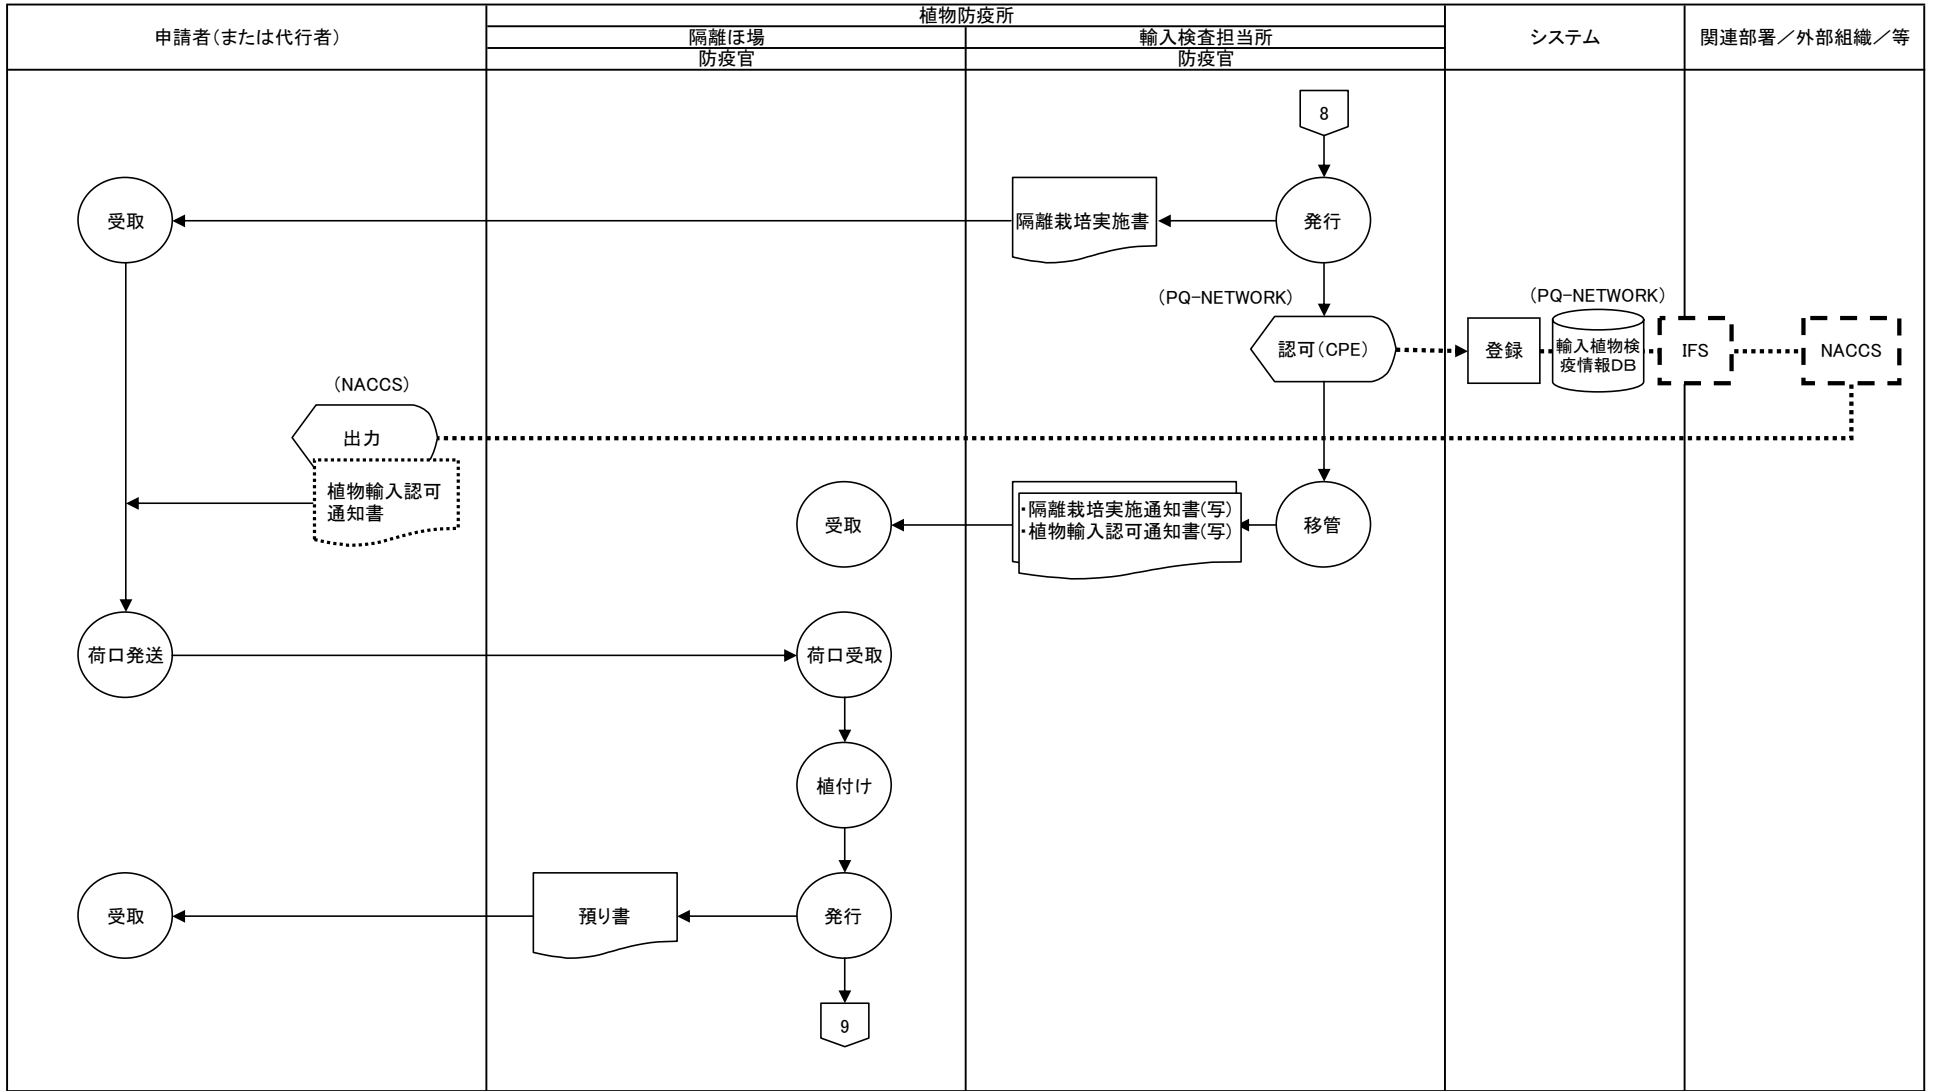 申請者（または代行者）
植物防疫所
隔離ほ場
防疫官
輸入検査担当所
防疫官
システム
関連部署／外部組織／等
8
受取
隔離栽培実施書
発行
（PQ-NETWORK）
（PQ-NETWORK）
認可（CPE）
登録
輸入植物検
疫情報ＤＢ
IFS
NACCS
（NACCS）
出力
植物輸入認可
通知書
受取
・隔離栽培実施通知書(写)
・植物輸入認可通知書(写)
移管
荷口発送
荷口受取
植付け
受取
預り書
発行
9